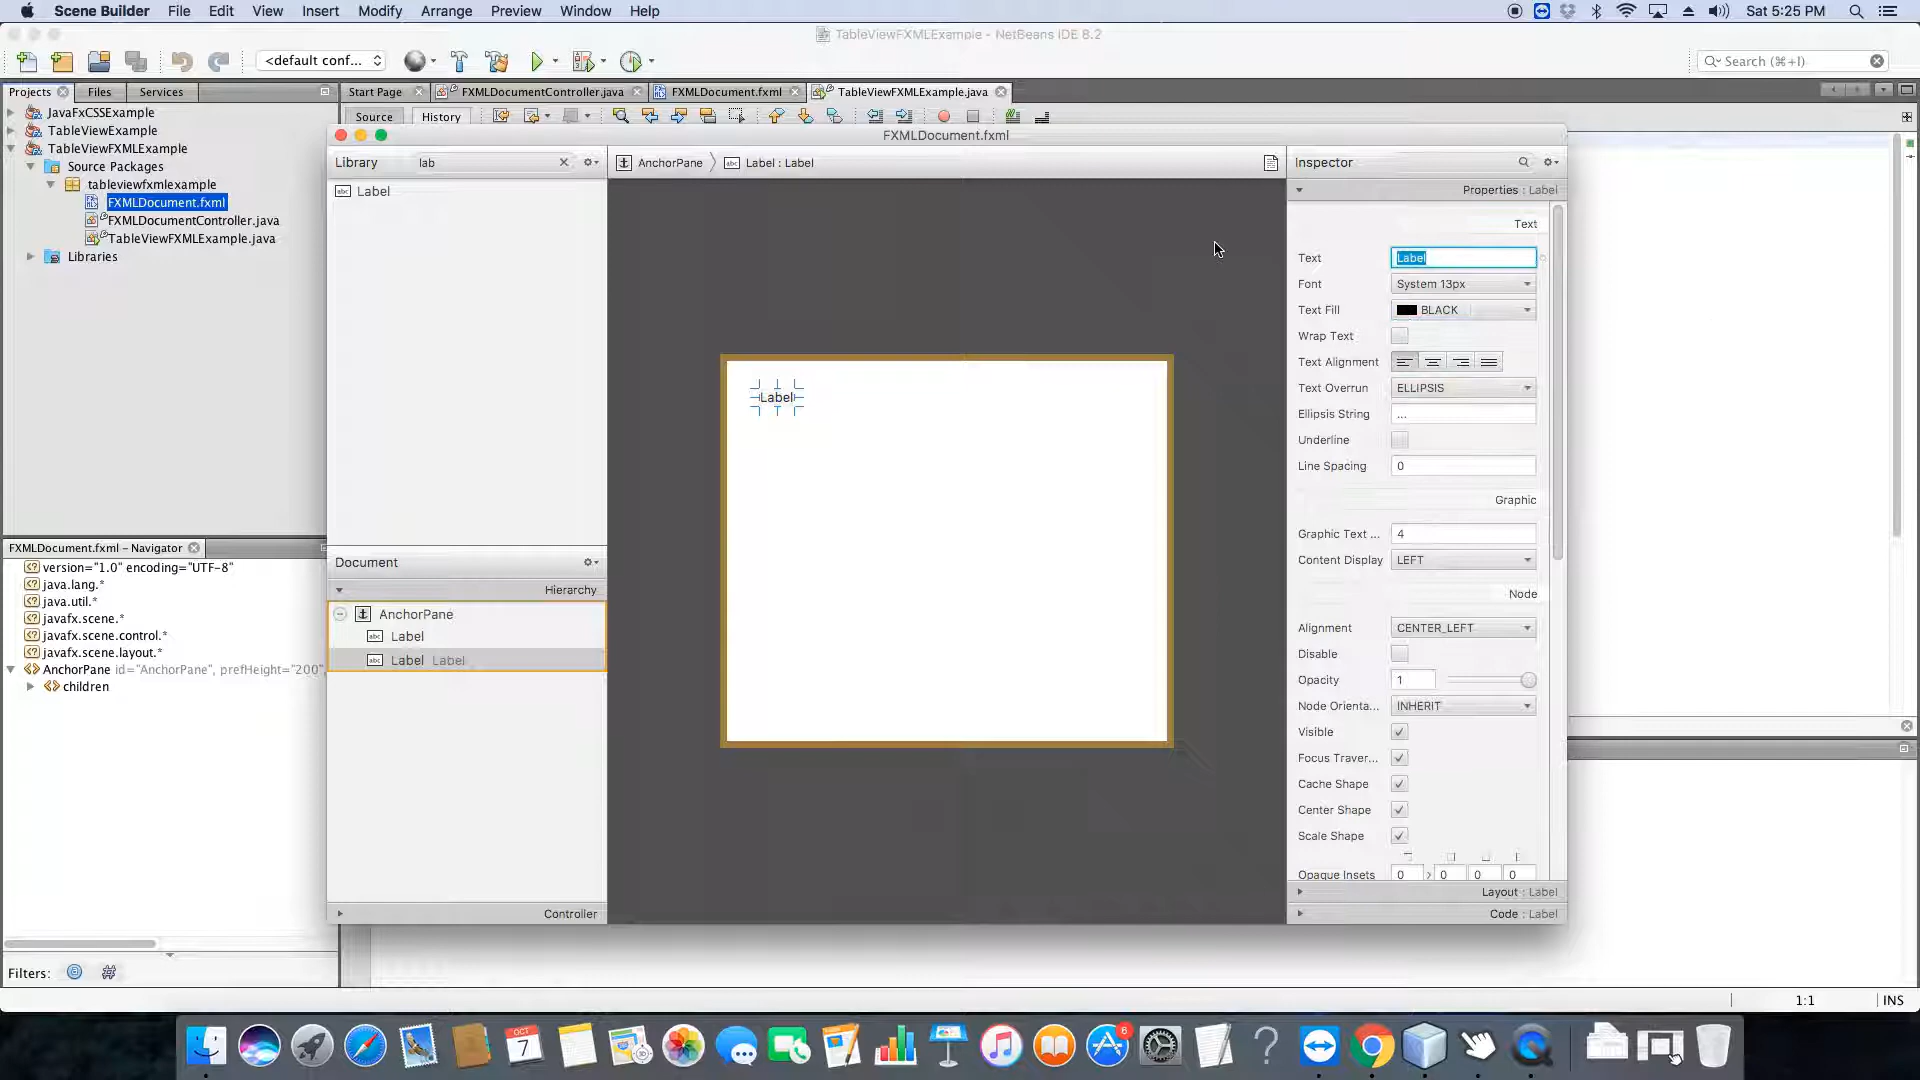 Scene Builder File Edit View Insert Modify Arrange Preview Window Help Sat 5:25 PM
TableViewFXMLExample - NetBeans IDE 8.2
<default conf... Search (⌘+I)
Projects Files Services Start Page FXMLDocumentController.java FXMLDocument.fxml TableViewFXMLExample.java
Source History
JavaFxCSSExample
TableViewExample
TableViewFXMLExample
Source Packages
tableviewfxmlexample
FXMLDocument.fxml
FXMLDocumentController.java
TableViewFXMLExample.java
Libraries
FXMLDocument.fxml - Navigator
version="1.0" encoding="UTF-8"
java.lang.*
java.util.*
javafx.scene.*
javafx.scene.control.*
javafx.scene.layout.*
AnchorPane id="AnchorPane", prefHeight="200",
children
Filters:
FXMLDocument.fxml
Library lab
Label
Document
Hierarchy
AnchorPane
Label
Label Label
Controller
AnchorPane Label : Label
Label
Inspector
Properties : Label
Text
Text Label
Font System 13px
Text Fill BLACK
Wrap Text
Text Alignment
Text Overrun ELLIPSIS
Ellipsis String ...
Underline
Line Spacing 0
Graphic
Graphic Text ... 4
Content Display LEFT
Node
Alignment CENTER_LEFT
Disable
Opacity 1
Node Orienta... INHERIT
Visible
Focus Traver...
Cache Shape
Center Shape
Scale Shape
Opaque Insets 0 0 0 0
Layout : Label
Code : Label
1:1 INS
OCT
7
6